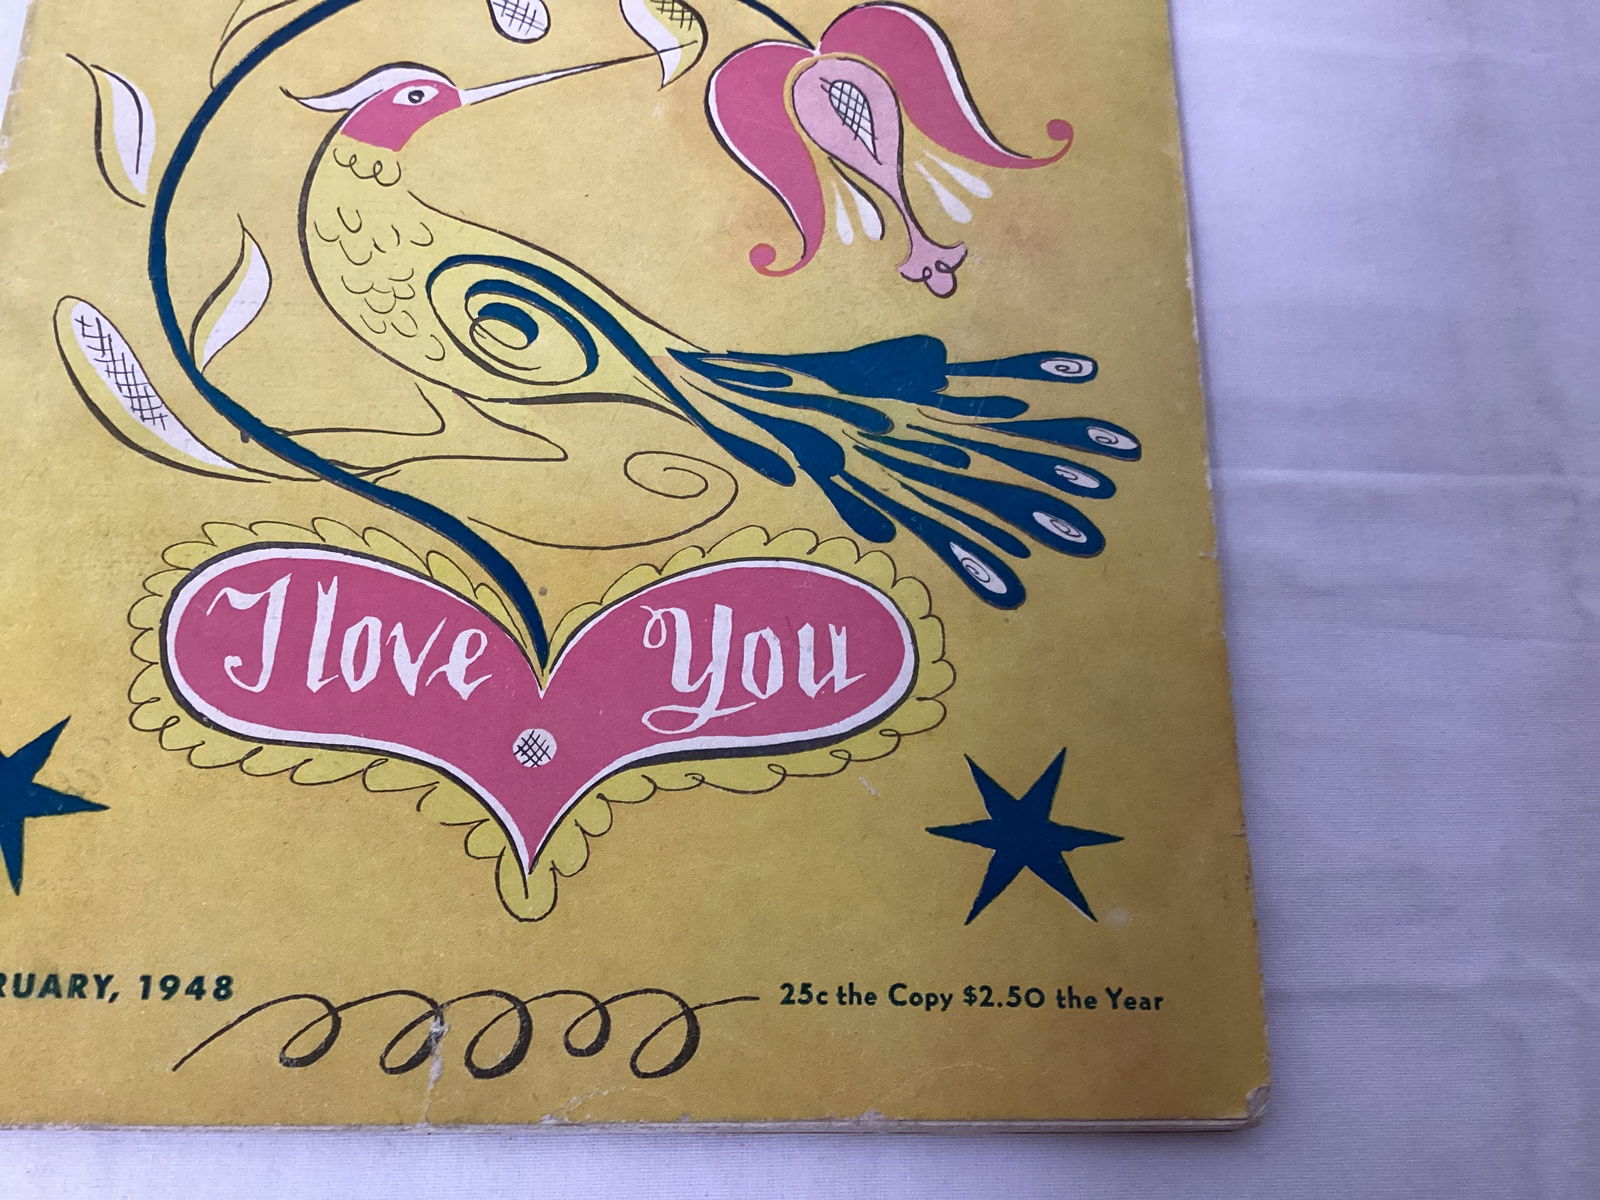 I love You
RUARY, 1948
25c the Copy $2.50 the Year